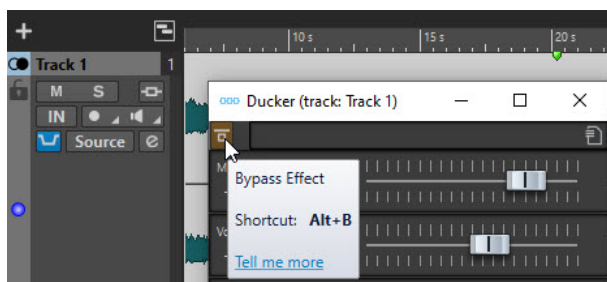 10 s
15 s
20 s
Track 1
1
M S
IN
Source e
Ducker (track: Track 1)
Bypass Effect
Shortcut: Alt+B
Tell me more